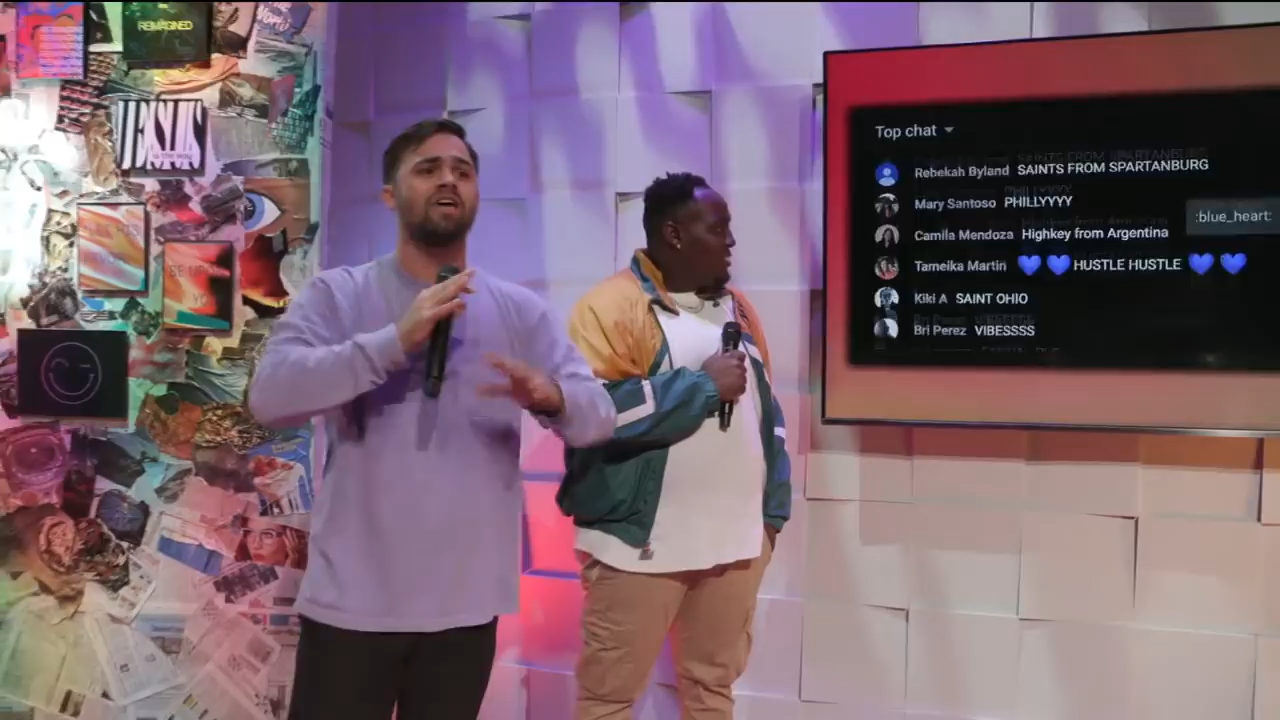 REIMAGINED
JESUS
Top chat
Rebekah Byland SAINTS FROM SPARTANBURG
Mary Santoso PHILLYYYY
:blue_heart:
Camila Mendoza Highkey from Argentina
Tameika Martin 💙💙 HUSTLE HUSTLE 💙💙
Kiki A SAINT OHIO
Bri Perez VIBESSSS